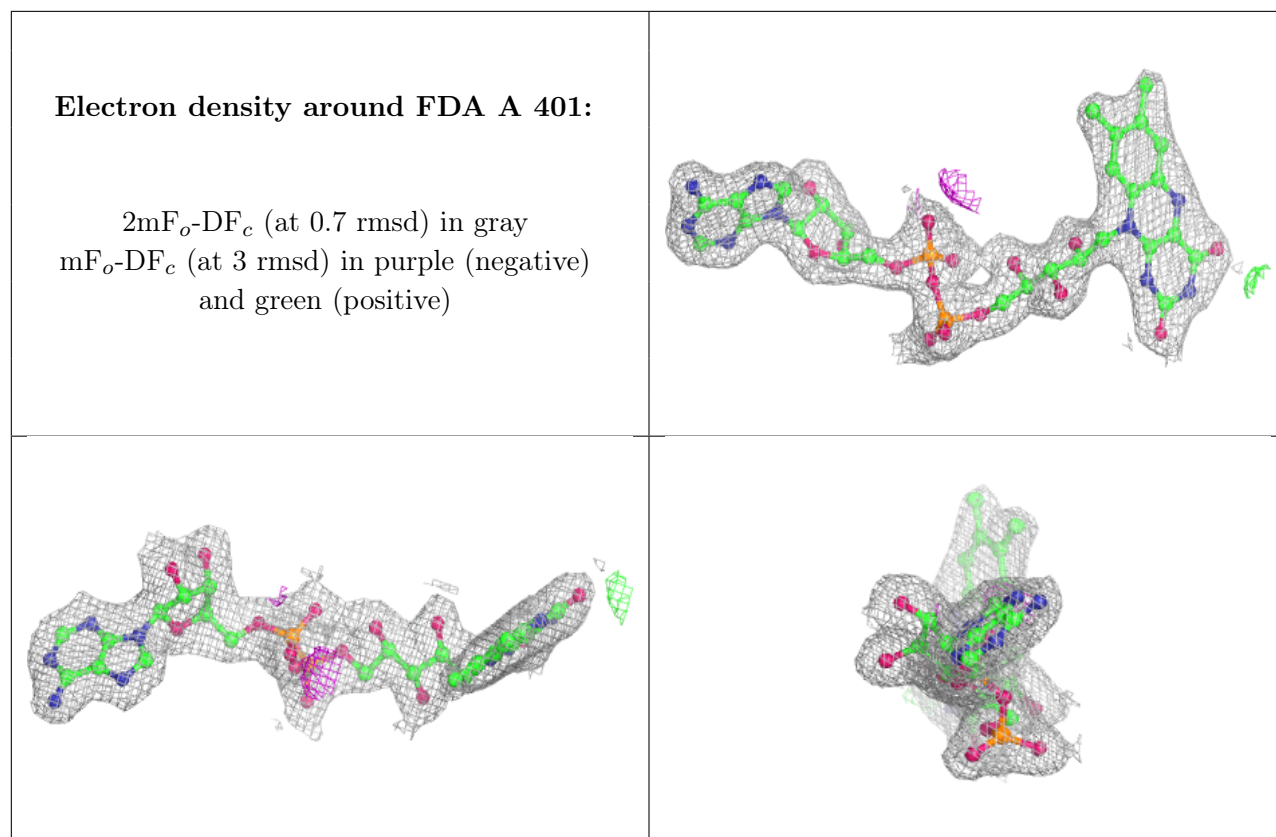 Electron density around FDA A 401:
2mFₒ-DF𝒸 (at 0.7 rmsd) in gray
mFₒ-DF𝒸 (at 3 rmsd) in purple (negative)
and green (positive)